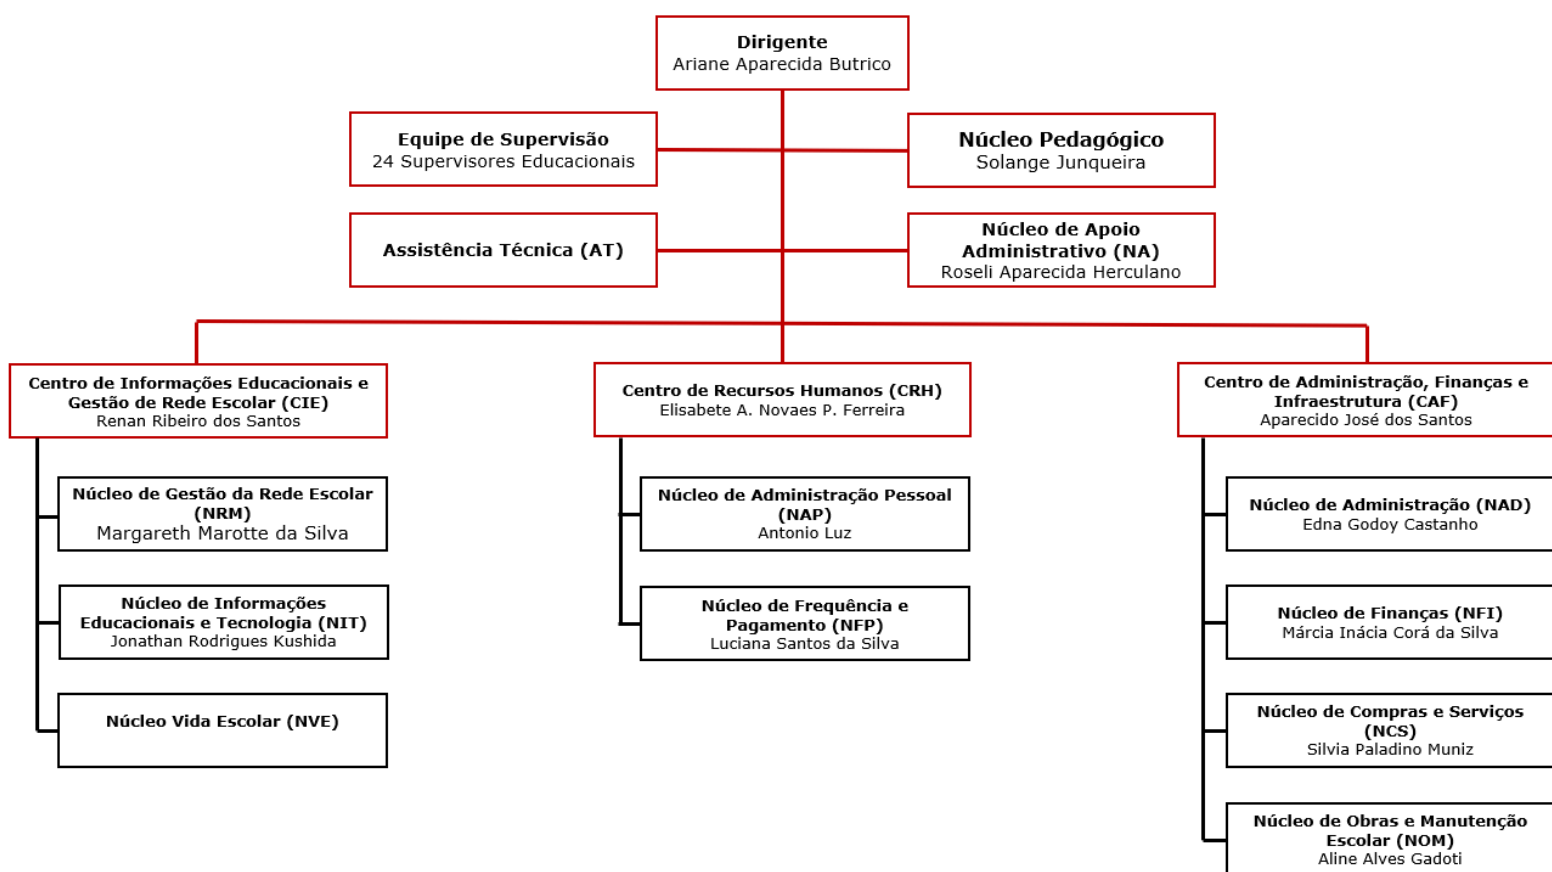 Dirigente
Ariane Aparecida Butrico
Equipe de Supervisão
24 Supervisores Educacionais
Núcleo Pedagógico
Solange Junqueira
Assistência Técnica (AT)
Núcleo de Apoio
Administrativo (NA)
Roseli Aparecida Herculano
Centro de Informações Educacionais e
Gestão de Rede Escolar (CIE)
Renan Ribeiro dos Santos
Centro de Recursos Humanos (CRH)
Elisabete A. Novaes P. Ferreira
Centro de Administração, Finanças e
Infraestrutura (CAF)
Aparecido José dos Santos
Núcleo de Gestão da Rede Escolar
(NRM)
Margareth Marotte da Silva
Núcleo de Informações
Educacionais e Tecnologia (NIT)
Jonathan Rodrigues Kushida
Núcleo Vida Escolar (NVE)
Núcleo de Administração Pessoal
(NAP)
Antonio Luz
Núcleo de Frequência e
Pagamento (NFP)
Luciana Santos da Silva
Núcleo de Administração (NAD)
Edna Godoy Castanho
Núcleo de Finanças (NFI)
Márcia Inácia Corá da Silva
Núcleo de Compras e Serviços
(NCS)
Silvia Paladino Muniz
Núcleo de Obras e Manutenção
Escolar (NOM)
Aline Alves Gadoti